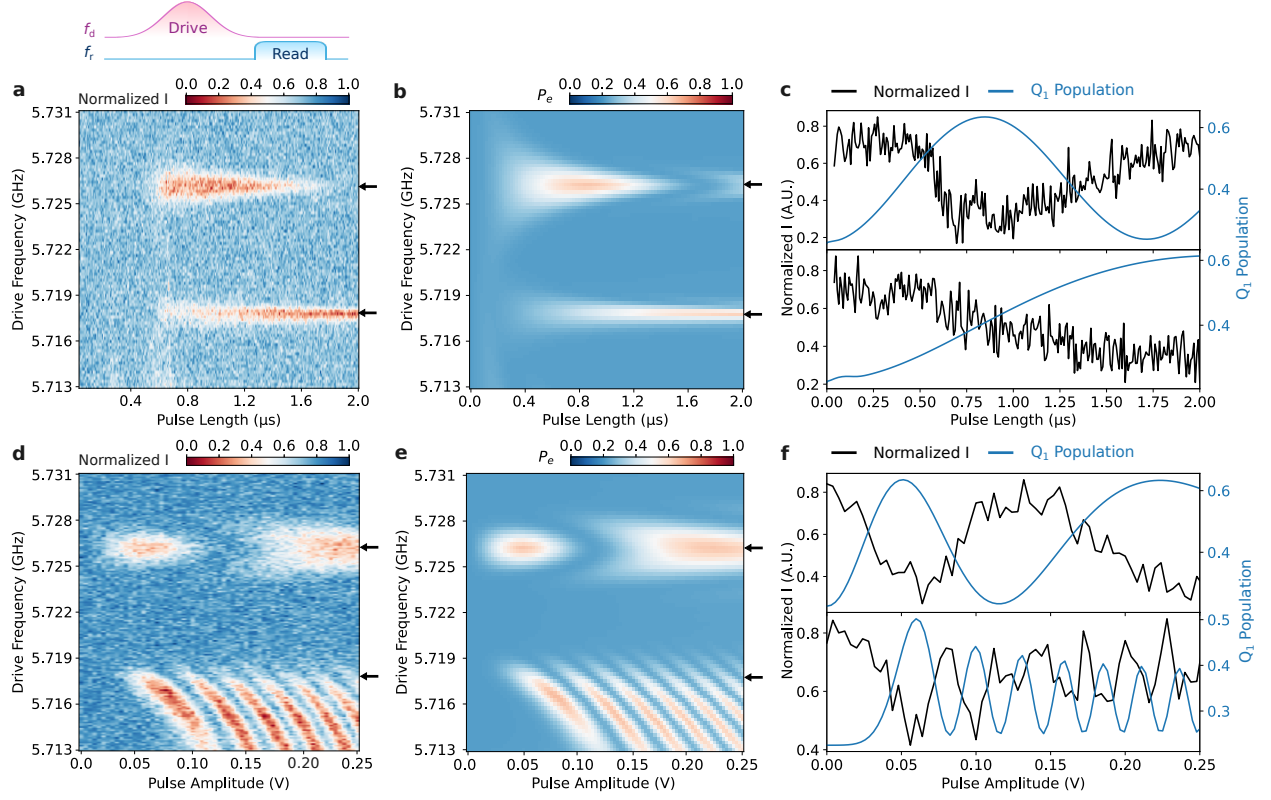 f_d Drive
f_r Read
a Normalized I 0.0 0.2 0.4 0.6 0.8 1.0
b P_e 0.0 0.2 0.4 0.6 0.8 1.0
c Normalized I Q₁ Population
Drive Frequency (GHz)
5.731
5.728
5.725
5.722
5.719
5.716
5.713
0.4 0.8 1.2 1.6 2.0
Pulse Length (µs)
Drive Frequency (GHz)
5.731
5.728
5.725
5.722
5.719
5.716
5.713
0.0 0.4 0.8 1.2 1.6 2.0
Pulse Length (µs)
Normalized I (A.U.)
0.8
0.6
0.4
0.2
0.6
0.4
0.8
0.6
0.4
0.2
0.6
0.4
Q₁ Population
0.00 0.25 0.50 0.75 1.00 1.25 1.50 1.75 2.00
Pulse Length (µs)
d Normalized I 0.0 0.2 0.4 0.6 0.8 1.0
e P_e 0.0 0.2 0.4 0.6 0.8 1.0
f Normalized I Q₁ Population
Drive Frequency (GHz)
5.731
5.728
5.725
5.722
5.719
5.716
5.713
0.0 0.05 0.10 0.15 0.20 0.25
Pulse Amplitude (V)
Drive Frequency (GHz)
5.731
5.728
5.725
5.722
5.719
5.716
5.713
0.00 0.05 0.10 0.15 0.20 0.25
Pulse Amplitude (V)
Normalized I (A.U.)
0.8
0.6
0.4
0.6
0.4
0.8
0.6
0.4
0.5
0.4
0.3
Q₁ Population
0.00 0.05 0.10 0.15 0.20 0.25
Pulse Amplitude (V)